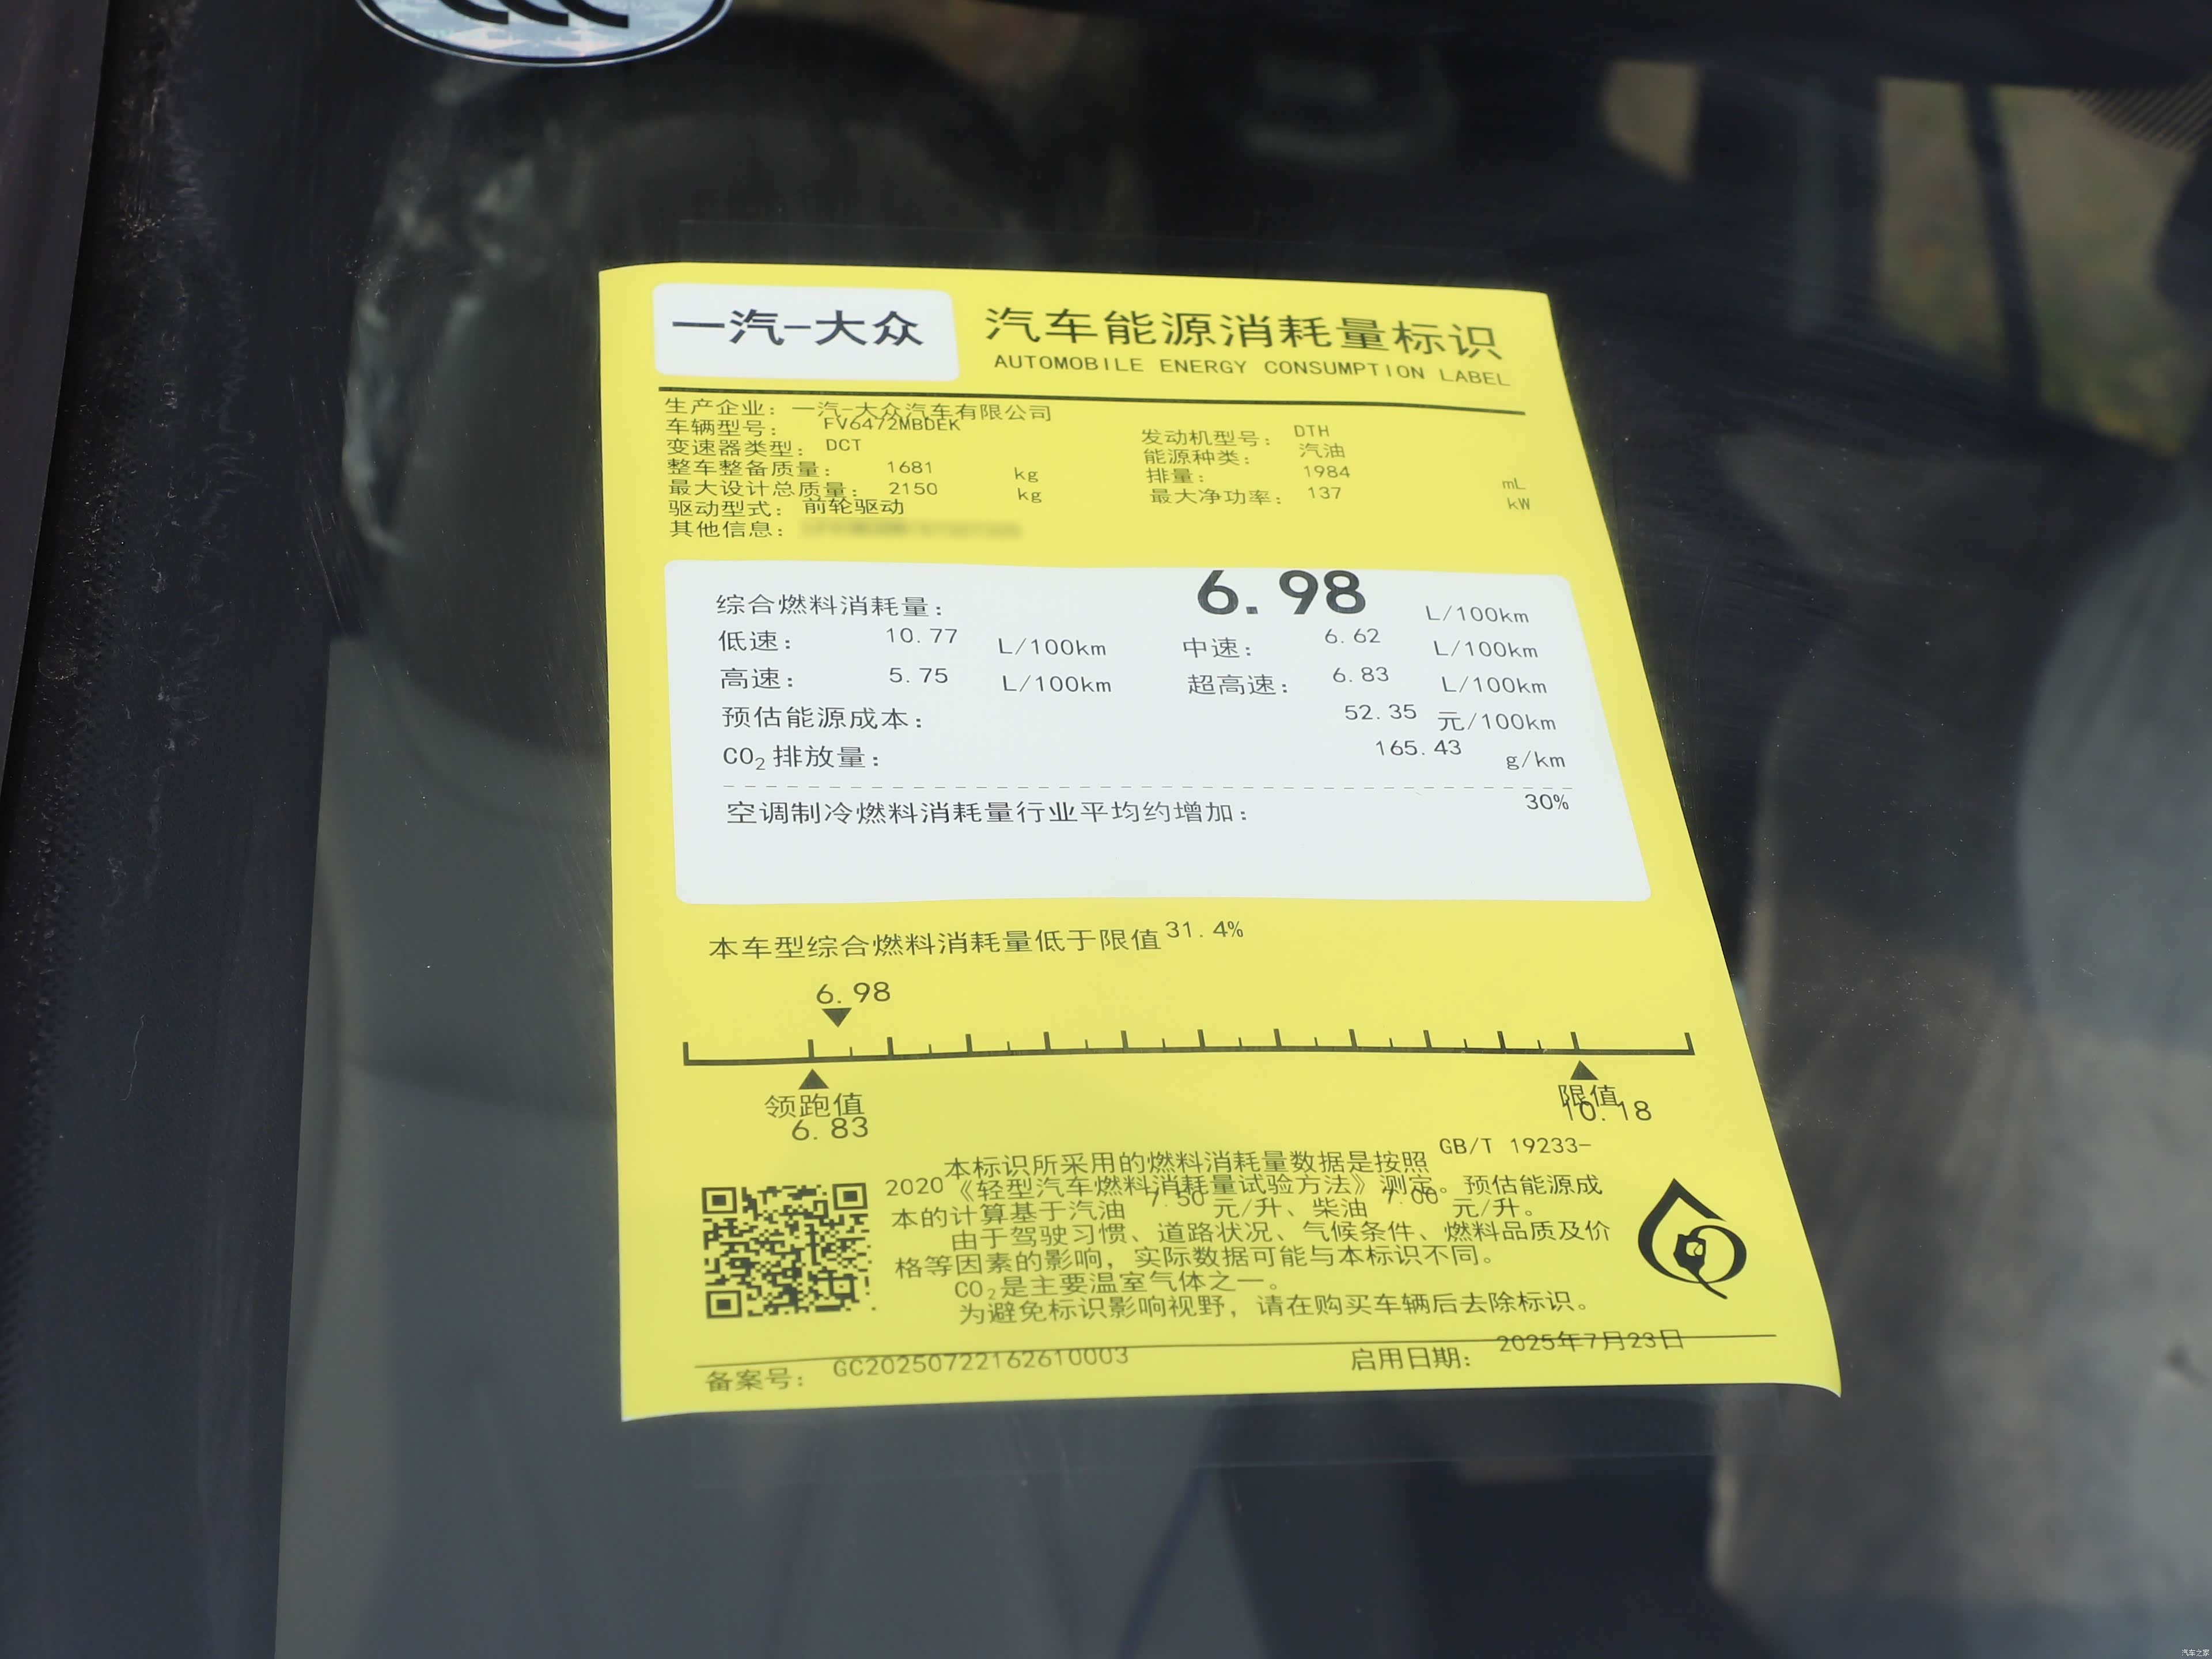 一汽-大众
汽车能源消耗量标识
AUTOMOBILE ENERGY CONSUMPTION LABEL
生产企业：一汽-大众汽车有限公司
车辆型号：FV6472MBDEK
发动机型号：DTH
变速器类型：DCT
能源种类：汽油
整车整备质量：1681 kg
排量：1984 mL
最大设计总质量：2150 kg
最大净功率：137 kW
驱动型式：前轮驱动
其他信息：
综合燃料消耗量：6.98 L/100km
低速：10.77 L/100km 中速：6.62 L/100km
高速：5.75 L/100km 超高速：6.83 L/100km
预估能源成本：52.35 元/100km
CO₂排放量：165.43 g/km
空调制冷燃料消耗量行业平均约增加：30%
本车型综合燃料消耗量低于限值31.4%
6.98
领跑值 限值
6.83 10.18
本标识所采用的燃料消耗量数据是按照 GB/T 19233-
2020《轻型汽车燃料消耗量试验方法》测定。预估能源成
本的计算基于汽油 7.50 元/升、柴油 7.00 元/升。
由于驾驶习惯、道路状况、气候条件、燃料品质及价
格等因素的影响，实际数据可能与本标识不同。
CO₂是主要温室气体之一。
为避免标识影响视野，请在购买车辆后去除标识。
备案号：GC20250722162610003 启用日期：2025年7月23日
汽车之家